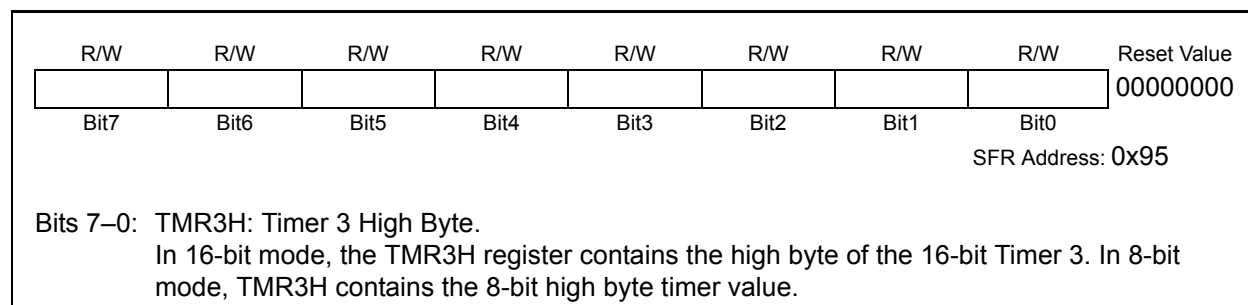 R/W R/W R/W R/W R/W R/W R/W R/W Reset Value
00000000
Bit7 Bit6 Bit5 Bit4 Bit3 Bit2 Bit1 Bit0
SFR Address: 0x95
Bits 7–0: TMR3H: Timer 3 High Byte.
In 16-bit mode, the TMR3H register contains the high byte of the 16-bit Timer 3. In 8-bit
mode, TMR3H contains the 8-bit high byte timer value.